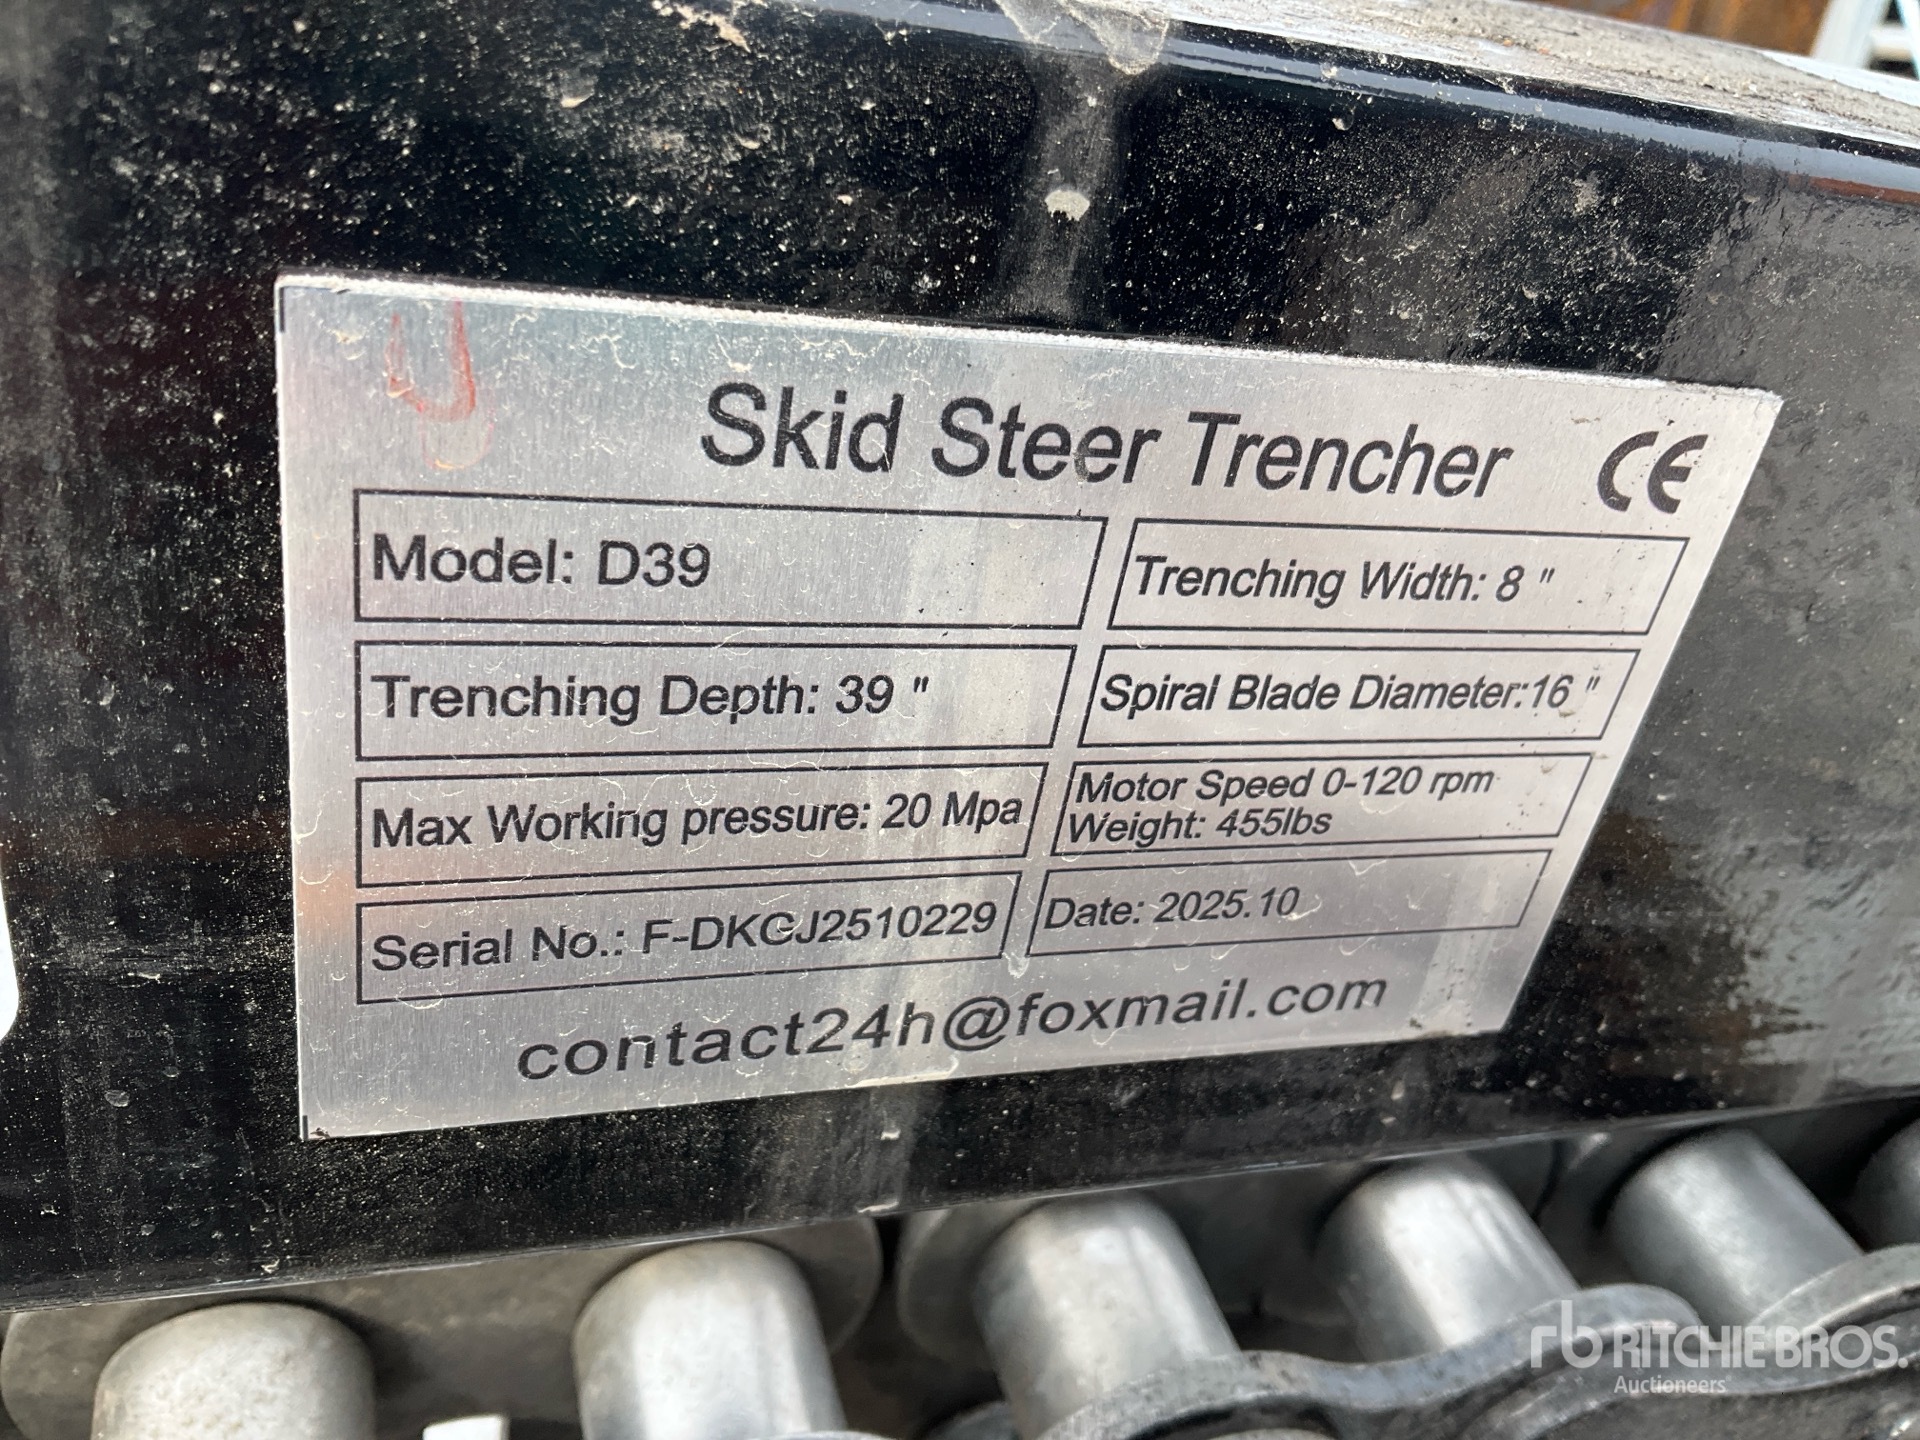 Skid Steer Trencher CE
Model: D39
Trenching Width: 8 "
Trenching Depth: 39 "
Spiral Blade Diameter:16 "
Max Working pressure: 20 Mpa
Motor Speed 0-120 rpm
Weight: 455lbs
Serial No.: F-DKGJ2510229
Date: 2025.10
contact24h@foxmail.com
rb RITCHIE BROS.
Auctioneers